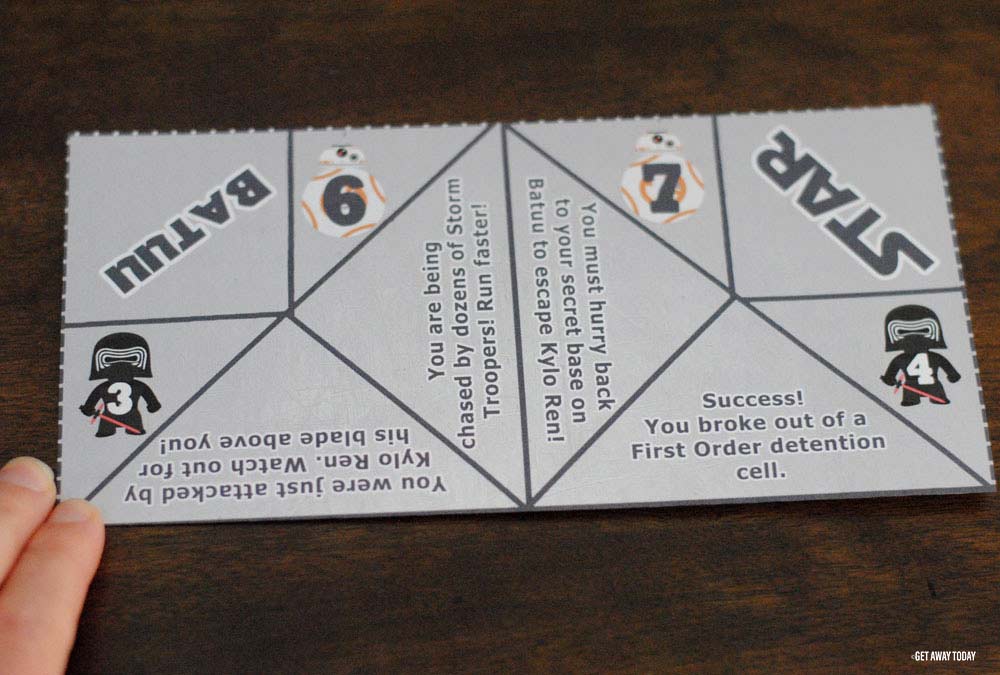 BATUU
6
7
STAR
3
4
You are being
chased by dozens of Storm
Troopers! Run faster!
You must hurry back
to your secret base on
Batuu to escape Kylo Ren!
You were just attacked by
Kylo Ren. Watch out for
his blade above you!
Success!
You broke out of a
First Order detention
cell.
©GET AWAY TODAY